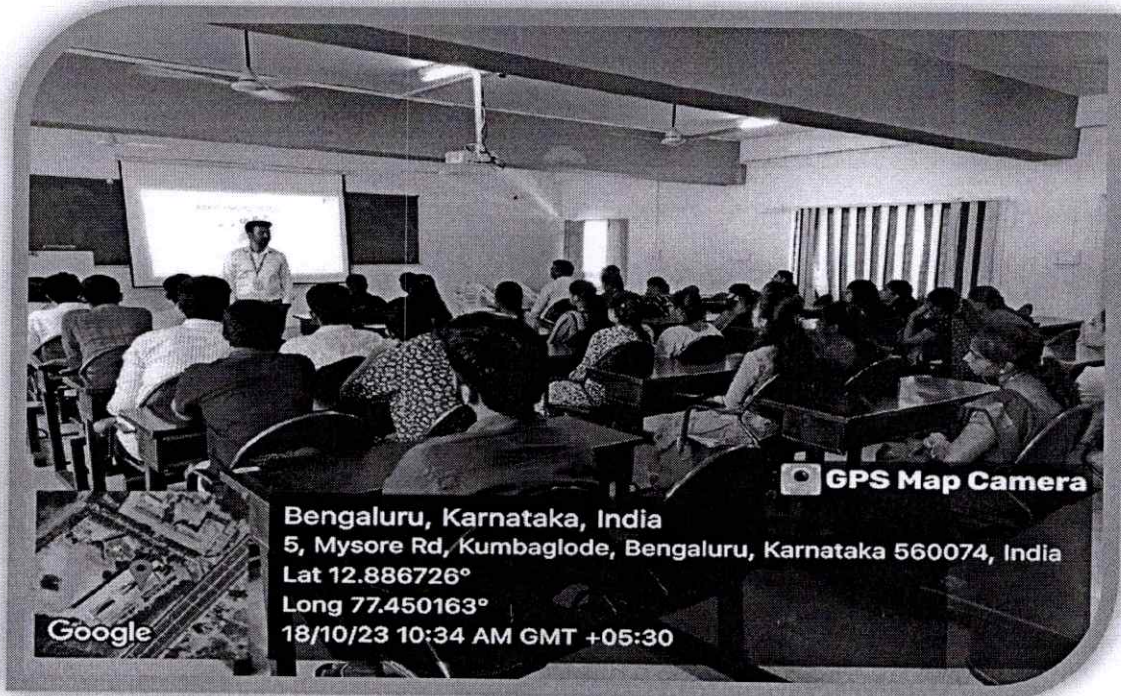 GPS Map Camera
Bengaluru, Karnataka, India
5, Mysore Rd, Kumbaglode, Bengaluru, Karnataka 560074, India
Lat 12.886726°
Long 77.450163°
18/10/23 10:34 AM GMT +05:30
Google